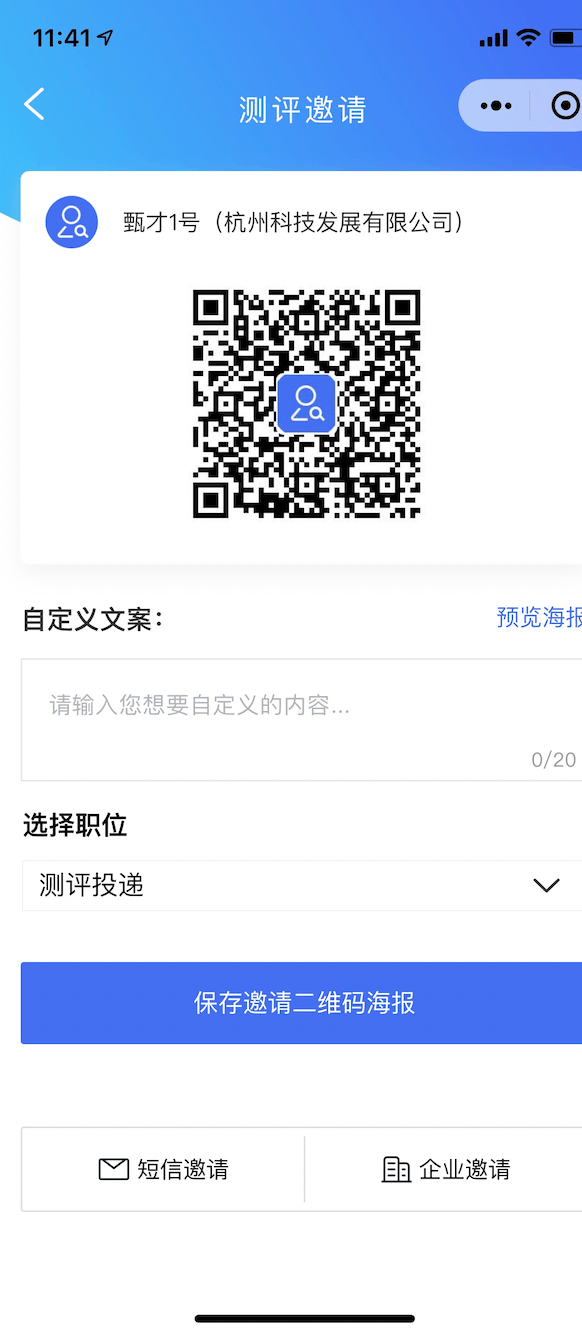 11:41
测评邀请
甄才1号（杭州科技发展有限公司）
自定义文案：
预览海报
请输入您想要自定义的内容...
0/20
选择职位
测评投递
保存邀请二维码海报
短信邀请
企业邀请